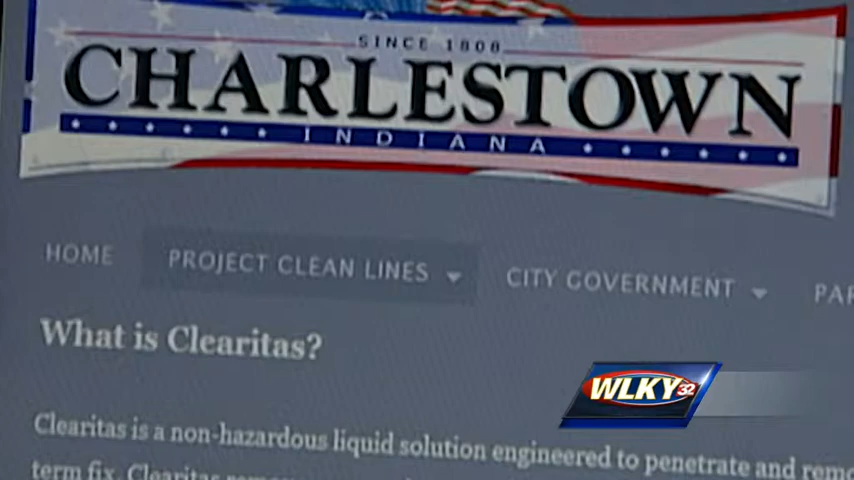 SINCE 1808
CHARLESTOWN
INDIANA
HOME PROJECT CLEAN LINES CITY GOVERNMENT
What is Clearitas?
WLKY 32
Clearitas is a non-hazardous liquid solution engineered to penetrate and
term fix. Clearitas